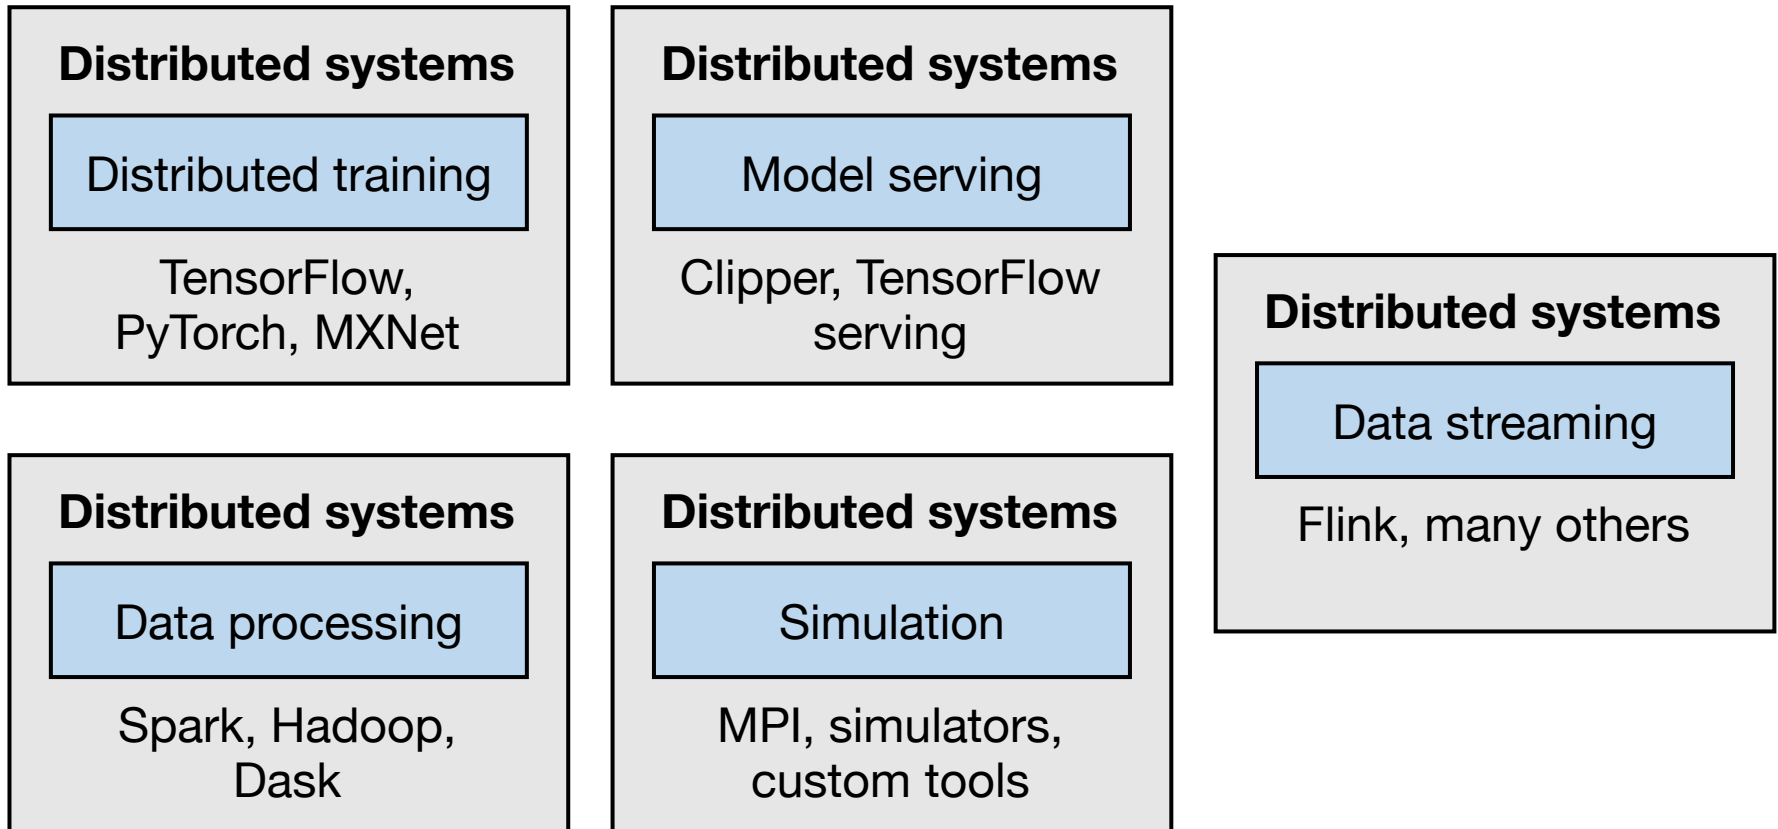 Distributed systems
Distributed training
TensorFlow,
PyTorch, MXNet
Distributed systems
Model serving
Clipper, TensorFlow
serving
Distributed systems
Data streaming
Flink, many others
Distributed systems
Data processing
Spark, Hadoop,
Dask
Distributed systems
Simulation
MPI, simulators,
custom tools